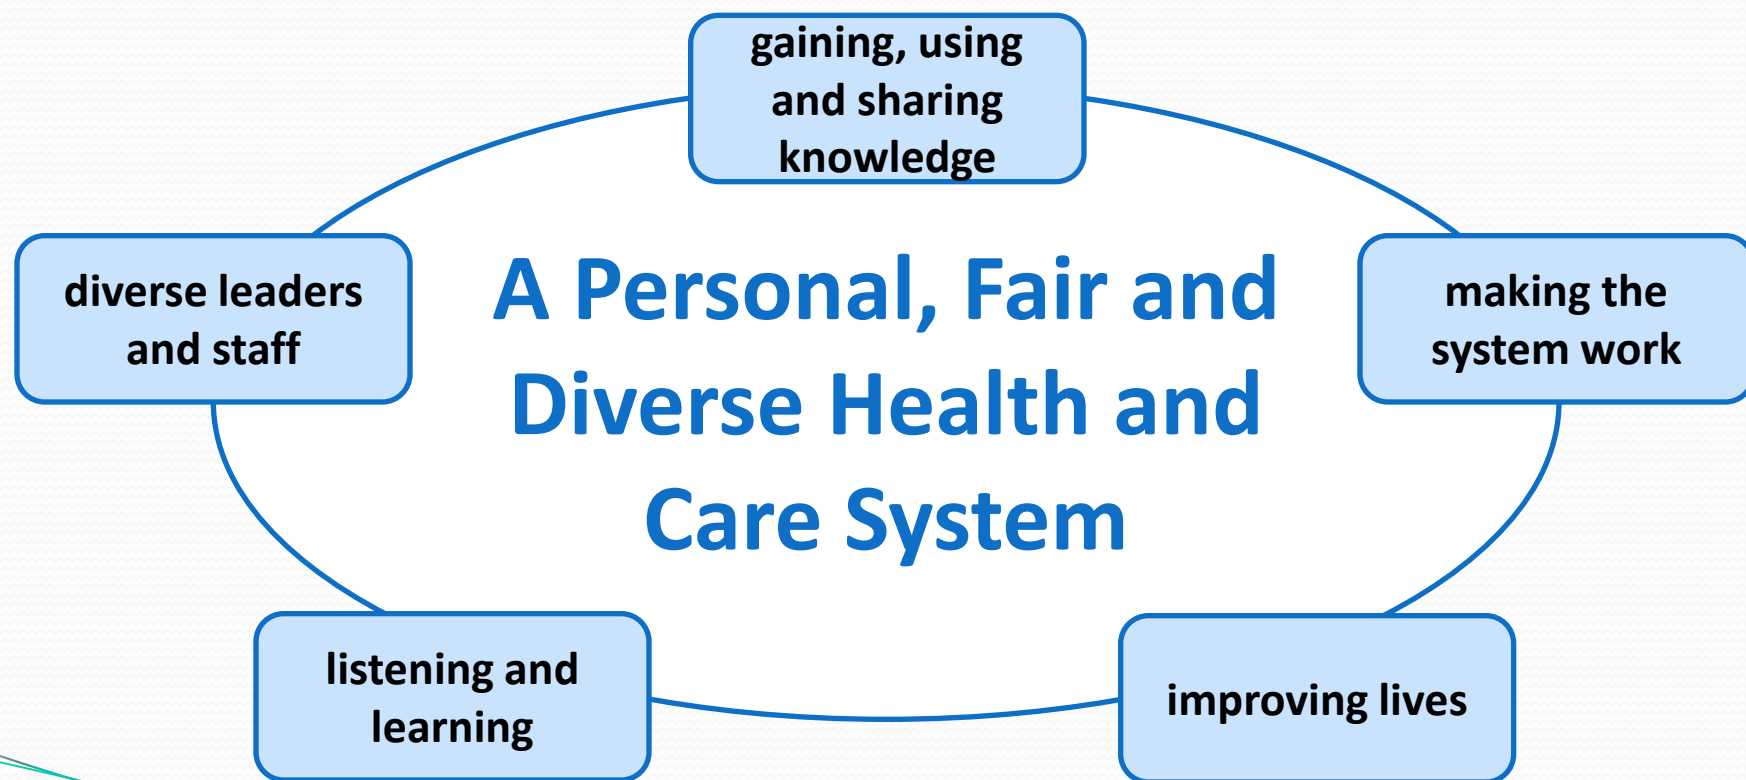 gaining, using
and sharing
knowledge
diverse leaders
and staff
A Personal, Fair and
Diverse Health and
Care System
making the
system work
listening and
learning
improving lives